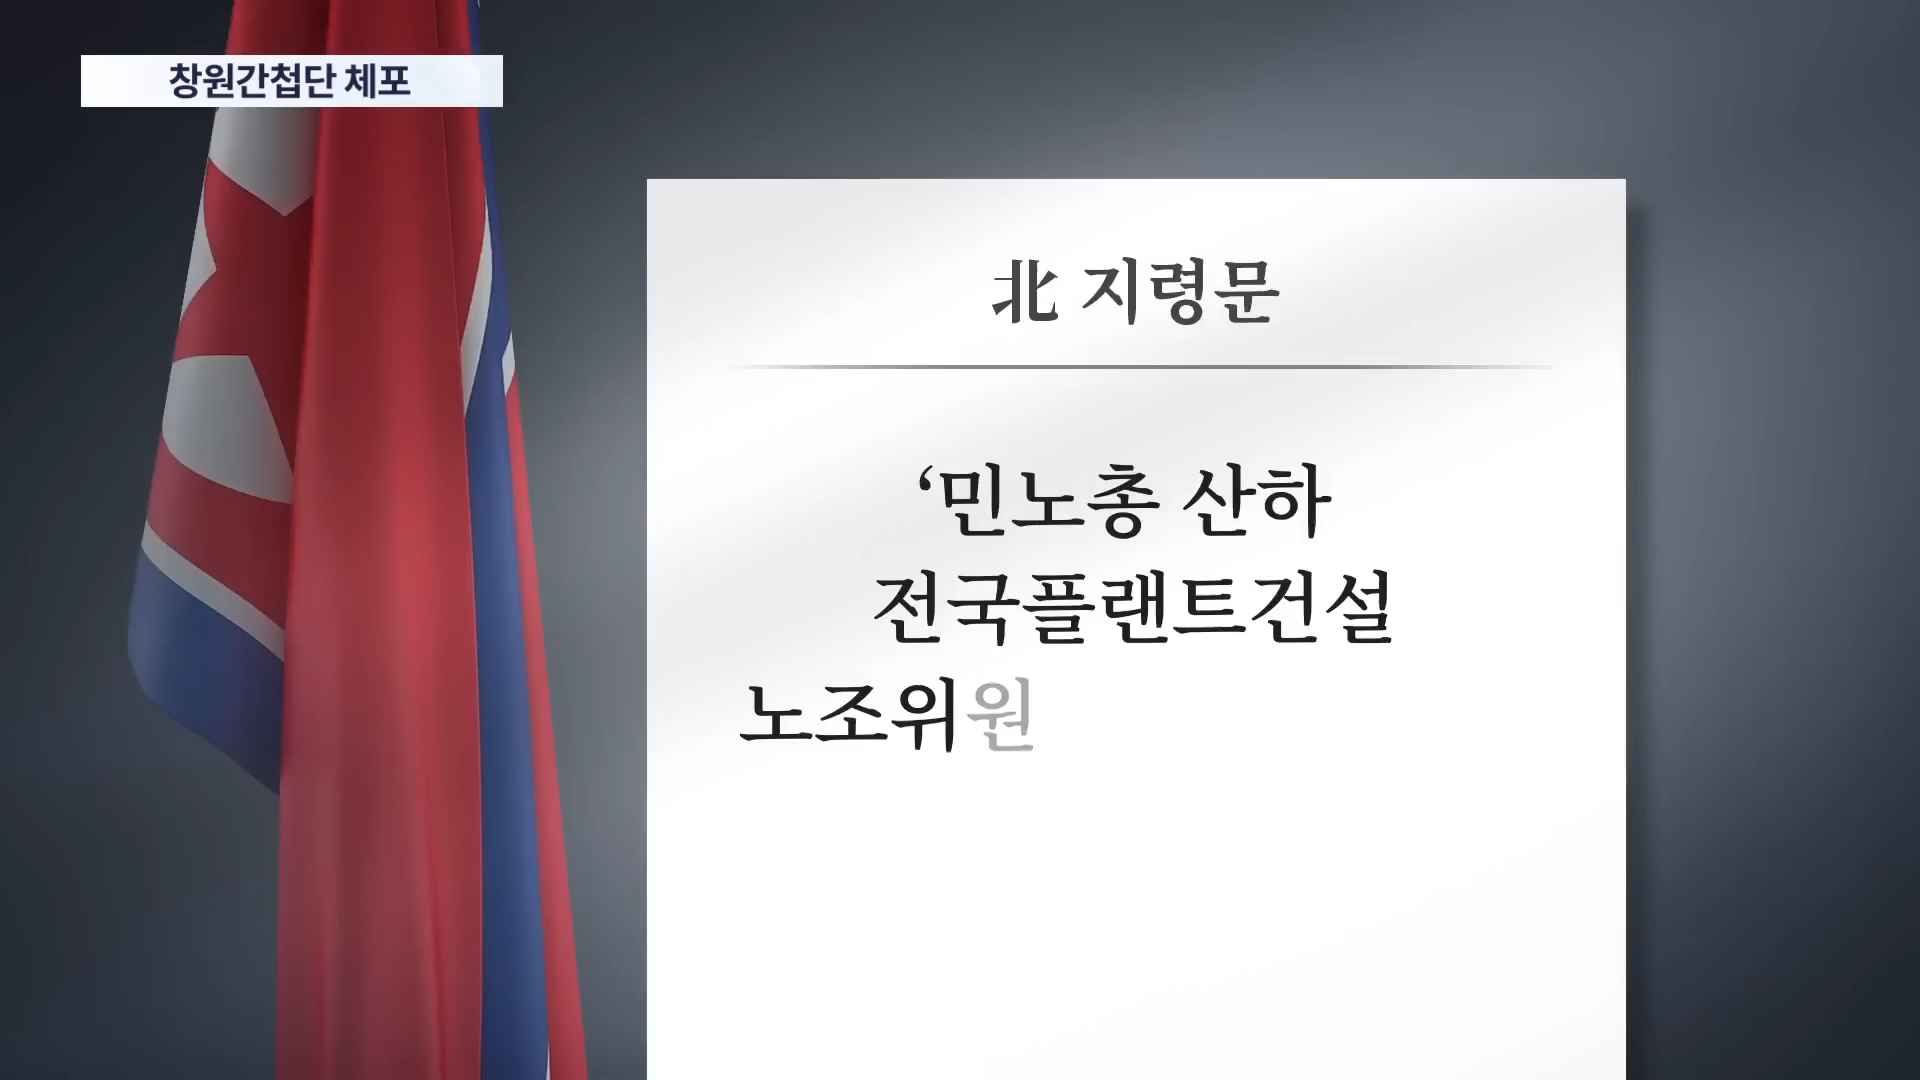 창원간첩단 체포
北 지령문
‘민노총 산하
전국플랜트건설
노조위원